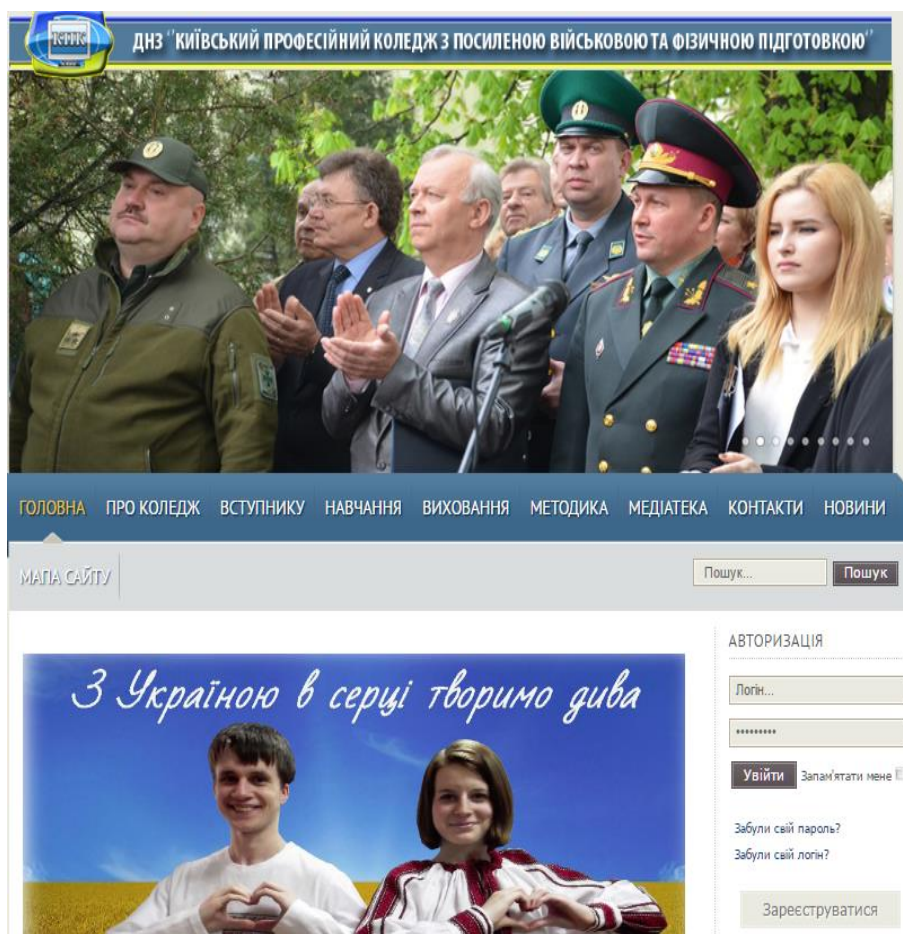 КПК
ДНЗ "КИЇВСЬКИЙ ПРОФЕСІЙНИЙ КОЛЕДЖ З ПОСИЛЕНОЮ ВІЙСЬКОВОЮ ТА ФІЗИЧНОЮ ПІДГОТОВКОЮ"
ГОЛОВНА ПРО КОЛЕДЖ ВСТУПНИКУ НАВЧАННЯ ВИХОВАННЯ МЕТОДИКА МЕДІАТЕКА КОНТАКТИ НОВИНИ
МАПА САЙТУ
Пошук... Пошук
АВТОРИЗАЦІЯ
З Україною в серці творимо дива
Логін...
•••••••••
Увійти Запам'ятати мене
Забули свій пароль?
Забули свій логін?
Зареєструватися